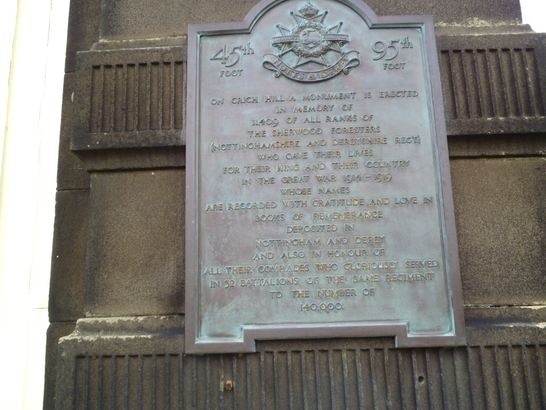 45th 95th
FOOT FOOT
ON CRICH HILL A MONUMENT IS ERECTED
IN MEMORY OF
11,409 OF ALL RANKS OF
THE SHERWOOD FORESTERS
(NOTTINGHAMSHIRE AND DERBYSHIRE REGT)
WHO GAVE THEIR LIVES
FOR THEIR KING AND THEIR COUNTRY
IN THE GREAT WAR 1914–1919
WHOSE NAMES
ARE RECORDED WITH GRATITUDE AND LOVE IN
BOOKS OF REMEMBRANCE
DEPOSITED IN
NOTTINGHAM AND DERBY
AND ALSO IN HONOUR OF
ALL THEIR COMRADES WHO GLORIOUSLY SERVED
IN 32 BATTALIONS OF THE SAME REGIMENT
TO THE NUMBER OF
140,000.